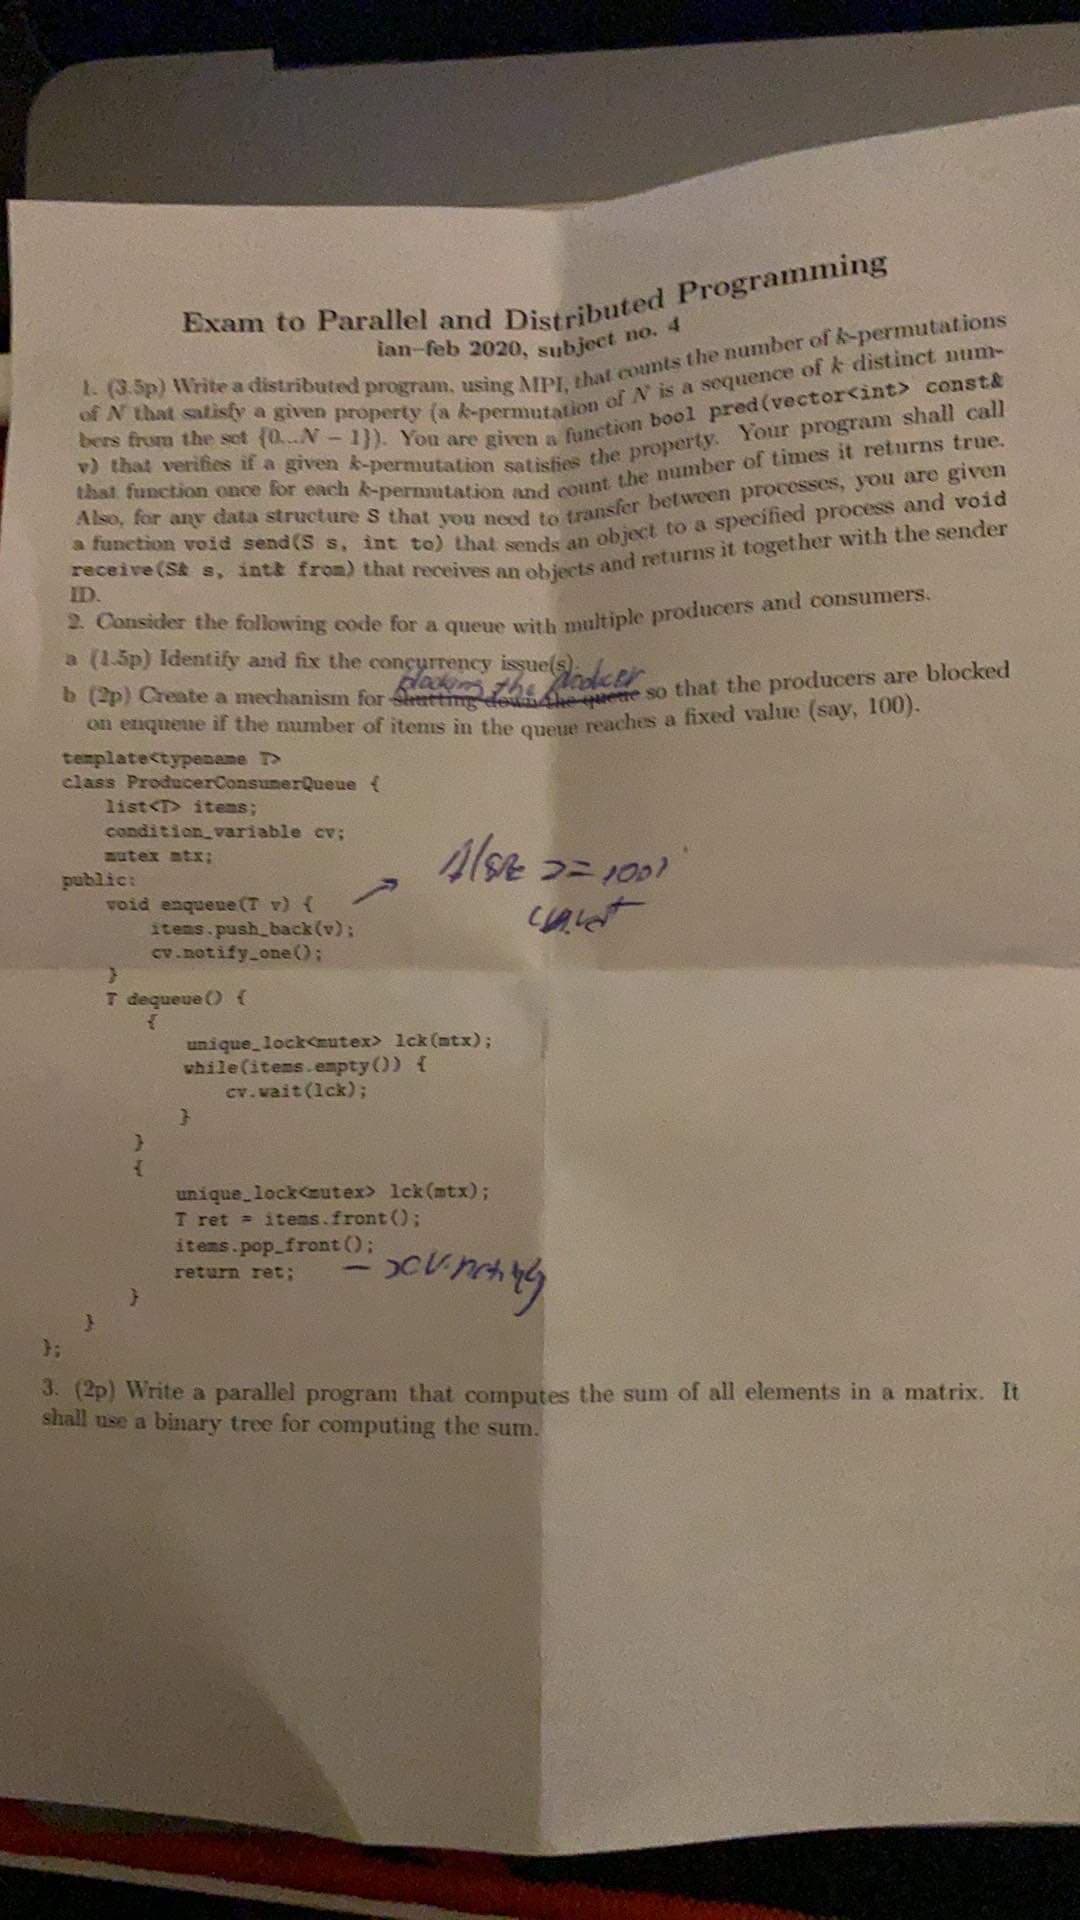 Exam to Parallel and Distributed Programming
ian–feb 2020, subject no. 4
1. (3.5p) Write a distributed program, using MPI, that counts the number of k-permutations
of N that satisfy a given property (a k-permutation of N is a sequence of k distinct num-
bers from the set {0...N − 1}). You are given a function bool pred(vector<int> const&
v) that verifies if a given k-permutation satisfies the property. Your program shall call
that function once for each k-permutation and count the number of times it returns true.
Also, for any data structure S that you need to transfer between processes, you are given
a function void send(S s, int to) that sends an object to a specified process and void
receive(S& s, int& from) that receives an objects and returns it together with the sender
ID.
2. Consider the following code for a queue with multiple producers and consumers.
a (1.5p) Identify and fix the concurrency issue(s).
blocking the producer
b (2p) Create a mechanism for shutting down the queue so that the producers are blocked
on enqueue if the number of items in the queue reaches a fixed value (say, 100).
template<typename T>
class ProducerConsumerQueue {
list<T> items;
condition_variable cv;
mutex mtx;
public:
void enqueue(T v) {
items.push_back(v);
cv.notify_one();
}
T dequeue() {
{
unique_lock<mutex> lck(mtx);
while(items.empty()) {
cv.wait(lck);
}
}
{
unique_lock<mutex> lck(mtx);
T ret = items.front();
items.pop_front();
return ret;
}
}
};
>= 100
3. (2p) Write a parallel program that computes the sum of all elements in a matrix. It
shall use a binary tree for computing the sum.